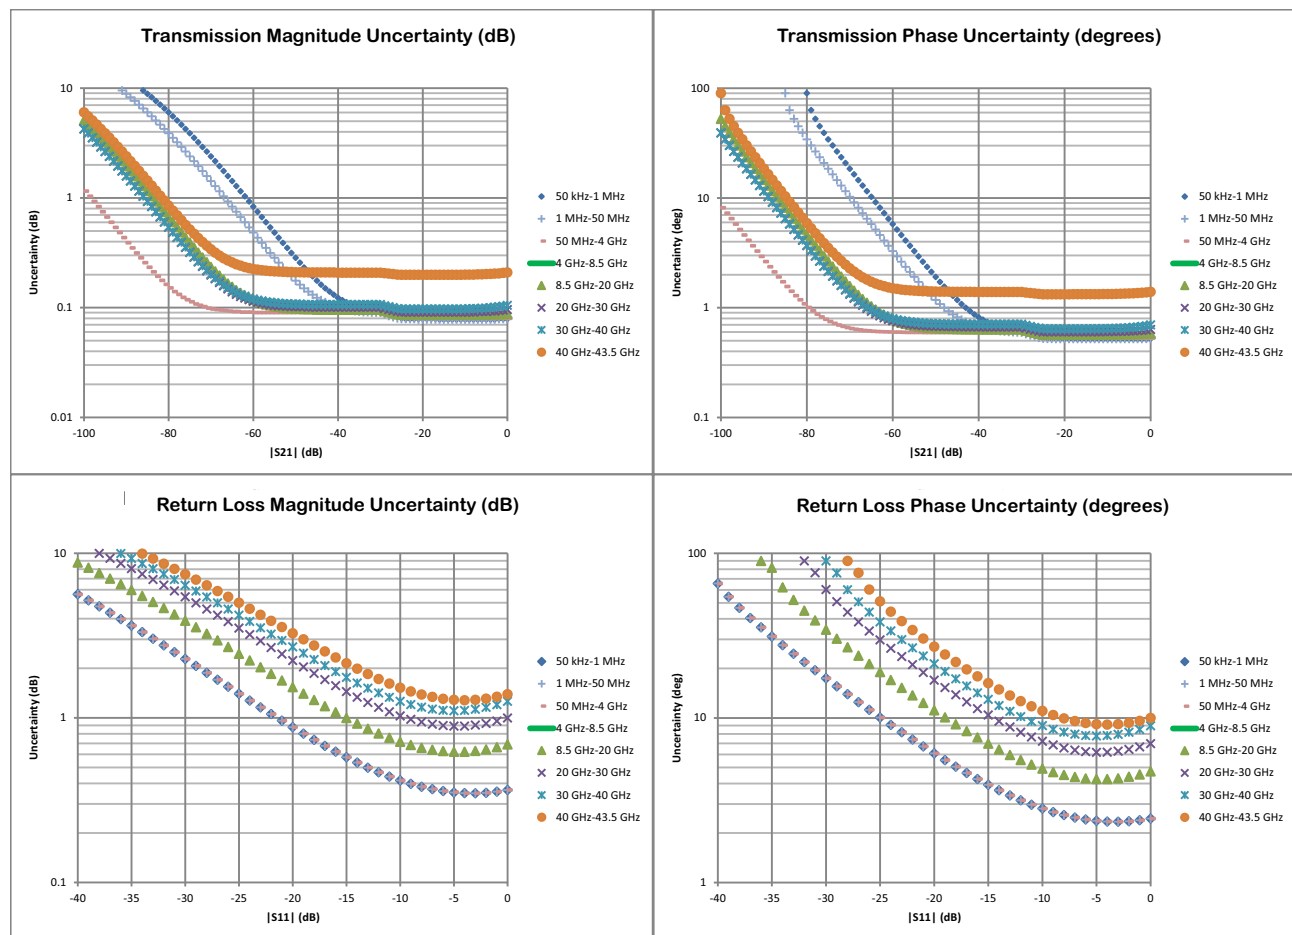 Transmission Magnitude Uncertainty (dB)
10
1
0.1
0.01
Uncertainty (dB)
-100
-80
-60
-40
-20
0
|S21| (dB)
50 kHz-1 MHz
1 MHz-50 MHz
50 MHz-4 GHz
4 GHz-8.5 GHz
8.5 GHz-20 GHz
20 GHz-30 GHz
30 GHz-40 GHz
40 GHz-43.5 GHz
Transmission Phase Uncertainty (degrees)
100
10
1
0.1
Uncertainty (deg)
-100
-80
-60
-40
-20
0
|S21| (dB)
50 kHz-1 MHz
1 MHz-50 MHz
50 MHz-4 GHz
4 GHz-8.5 GHz
8.5 GHz-20 GHz
20 GHz-30 GHz
30 GHz-40 GHz
40 GHz-43.5 GHz
Return Loss Magnitude Uncertainty (dB)
10
1
0.1
Uncertainty (dB)
-40
-35
-30
-25
-20
-15
-10
-5
0
|S11| (dB)
50 kHz-1 MHz
1 MHz-50 MHz
50 MHz-4 GHz
4 GHz-8.5 GHz
8.5 GHz-20 GHz
20 GHz-30 GHz
30 GHz-40 GHz
40 GHz-43.5 GHz
Return Loss Phase Uncertainty (degrees)
100
10
1
Uncertainty (deg)
-40
-35
-30
-25
-20
-15
-10
-5
0
|S11| (dB)
50 kHz-1 MHz
1 MHz-50 MHz
50 MHz-4 GHz
4 GHz-8.5 GHz
8.5 GHz-20 GHz
20 GHz-30 GHz
30 GHz-40 GHz
40 GHz-43.5 GHz